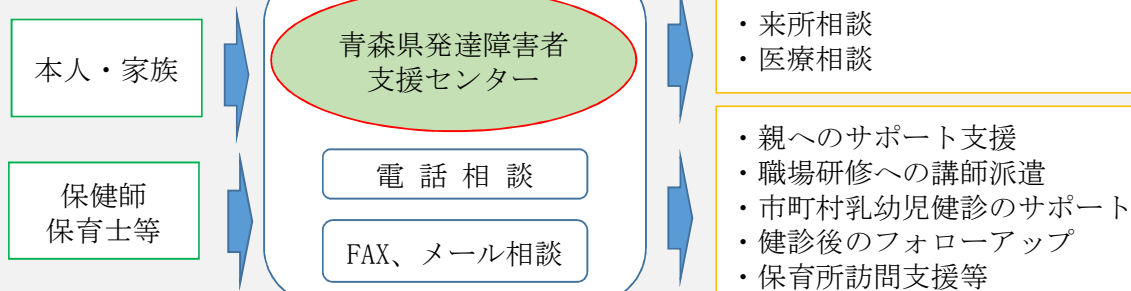 本人・家族
保健師
保育士等
青森県発達障害者
支援センター
電 話 相 談
FAX、メール相談
・来所相談
・医療相談
・親へのサポート支援
・職場研修への講師派遣
・市町村乳幼児健診のサポート
・健診後のフォローアップ
・保育所訪問支援等